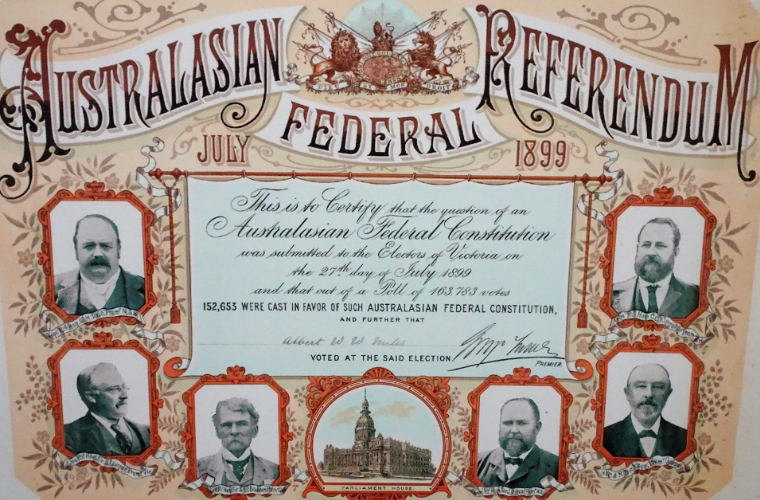 AUSTRALASIAN
FEDERAL
REFERENDUM
JULY 1899
This is to Certify that the question of an
Australasian Federal Constitution
was submitted to the Electors of Victoria on
the 27th day of July 1899
and that out of a Poll of 163,783 votes
152,653 WERE CAST IN FAVOR OF SUCH AUSTRALASIAN FEDERAL CONSTITUTION,
AND FURTHER THAT
Albert
VOTED AT THE SAID ELECTION
PREMIER.
PARLIAMENT HOUSE.